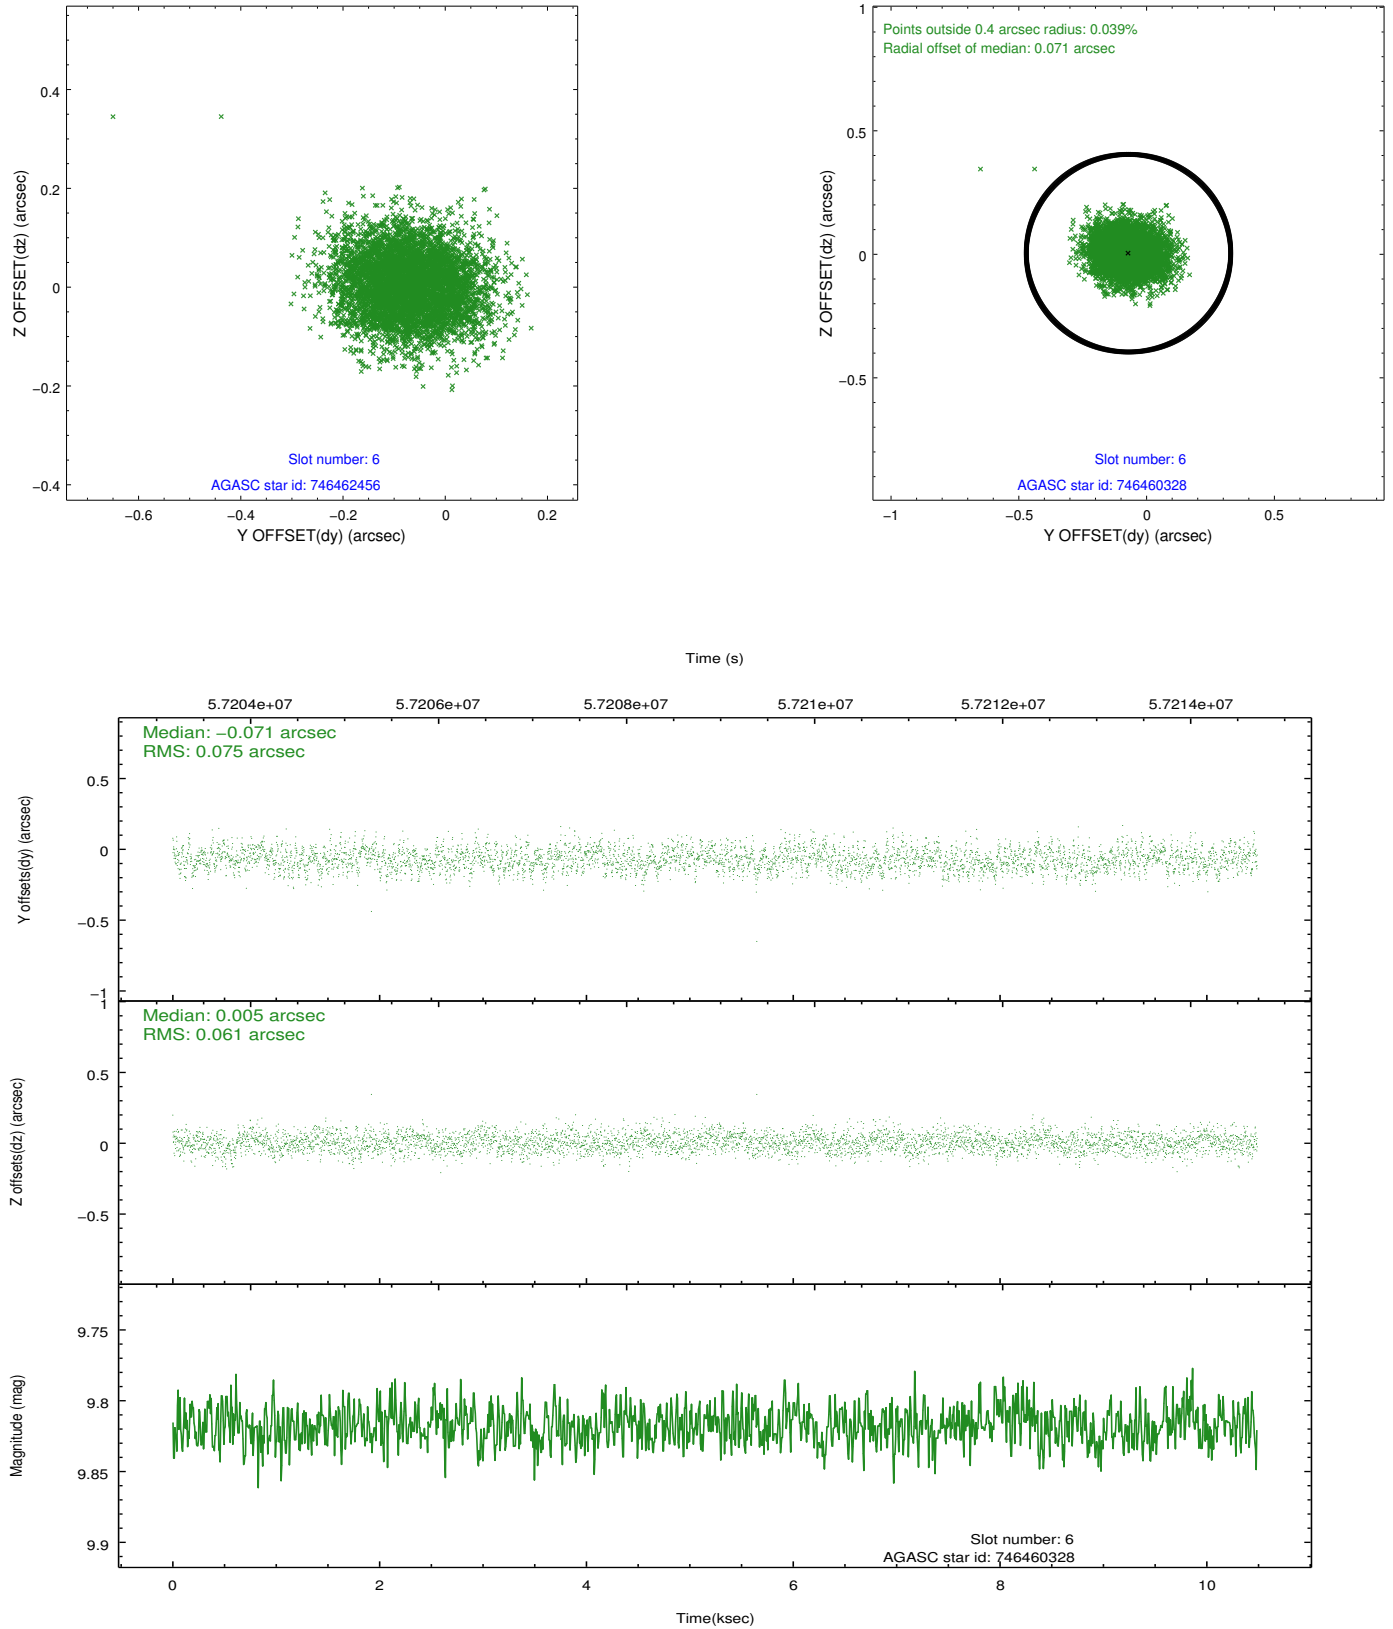 0.4
0.2
0
−0.2
−0.4
Z OFFSET(dz) (arcsec)
Slot number: 6
AGASC star id: 746462456
−0.6 −0.4 −0.2 0 0.2
Y OFFSET(dy) (arcsec)
1
0.5
0
−0.5
Z OFFSET(dz) (arcsec)
Points outside 0.4 arcsec radius: 0.039%
Radial offset of median: 0.071 arcsec
Slot number: 6
AGASC star id: 746460328
−1 −0.5 0 0.5
Y OFFSET(dy) (arcsec)
Time (s)
5.7204e+07 5.7206e+07 5.7208e+07 5.721e+07 5.7212e+07 5.7214e+07
Median: −0.071 arcsec
RMS: 0.075 arcsec
0.5
0
−0.5
−1
Y offsets(dy) (arcsec)
1
Median: 0.005 arcsec
RMS: 0.061 arcsec
0.5
0
−0.5
Z offsets(dz) (arcsec)
9.75
9.8
9.85
9.9
Magnitude (mag)
Slot number: 6
AGASC star id: 746460328
0 2 4 6 8 10
Time(ksec)